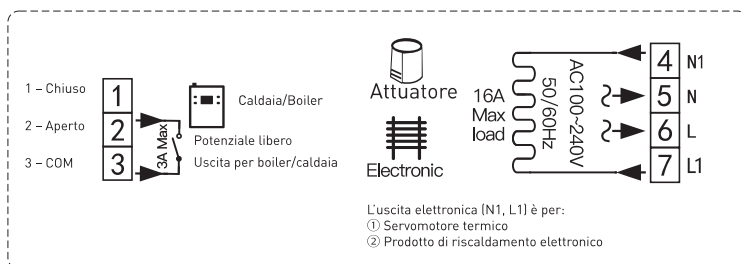 1 – Chiuso
2 – Aperto
3 – COM
1
2
3
3A Max
Caldaia/Boiler
Potenziale libero
Uscita per boiler/caldaia
Attuatore
Electronic
16A
Max
load
AC100~240V
50/60Hz
4 N1
5 N
6 L
7 L1
L'uscita elettronica (N1, L1) è per:
① Servomotore termico
② Prodotto di riscaldamento elettronico